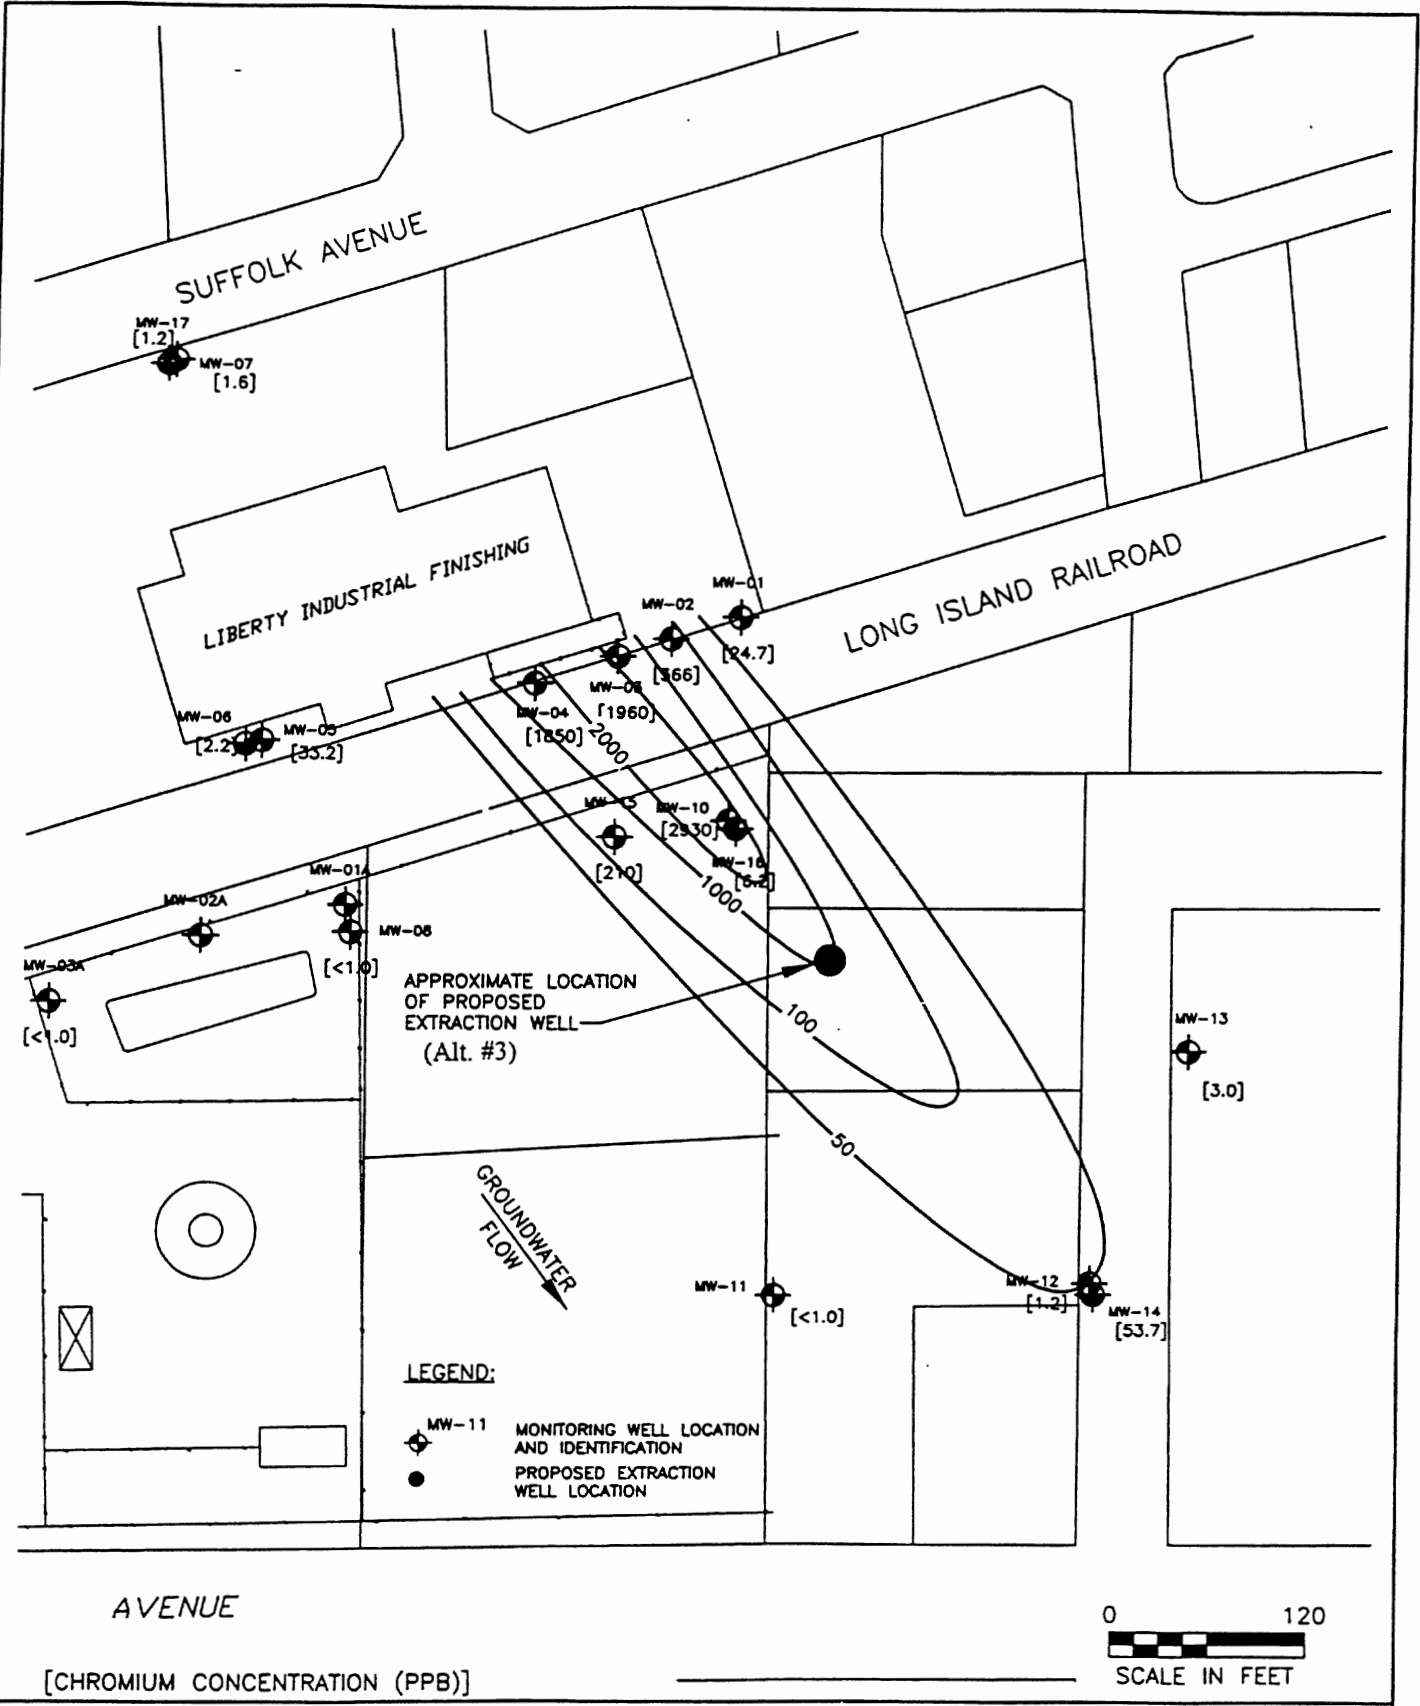 SUFFOLK AVENUE
MW-17
[1.2]
MW-07
[1.6]
LIBERTY INDUSTRIAL FINISHING
LONG ISLAND RAILROAD
MW-01
[24.7]
MW-02
[366]
[1960]
MW-04
[1850]
2000
MW-06
[2.2]
MW-05
[33.2]
MW-10
[2930]
MW-16
[6.2]
[210]
1000
MW-01A
MW-02A
MW-08
[<1.0]
MW-03A
[<1.0]
APPROXIMATE LOCATION
OF PROPOSED
EXTRACTION WELL
(Alt. #3)
100
MW-13
[3.0]
50
GROUNDWATER
FLOW
MW-11
[<1.0]
MW-12
[1.2]
MW-14
[53.7]
LEGEND:
MW-11
MONITORING WELL LOCATION
AND IDENTIFICATION
PROPOSED EXTRACTION
WELL LOCATION
AVENUE
0 120
SCALE IN FEET
[CHROMIUM CONCENTRATION (PPB)]